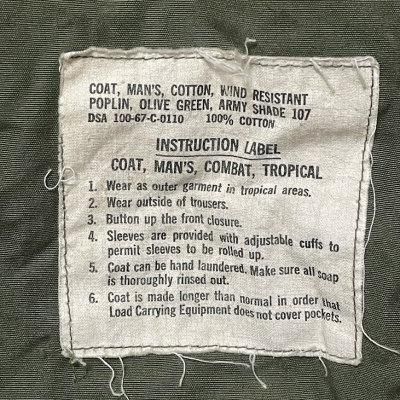 COAT, MAN'S, COTTON, WIND RESISTANT
POPLIN, OLIVE GREEN, ARMY SHADE 107
DSA 100-67-C-0110 100% COTTON
INSTRUCTION LABEL
COAT, MAN'S, COMBAT, TROPICAL
1. Wear as outer garment in tropical areas.
2. Wear outside of trousers.
3. Button up the front closure.
4. Sleeves are provided with adjustable cuffs to
permit sleeves to be rolled up.
5. Coat can be hand laundered. Make sure all soap
is thoroughly rinsed out.
6. Coat is made longer than normal in order that
Load Carrying Equipment does not cover pockets.